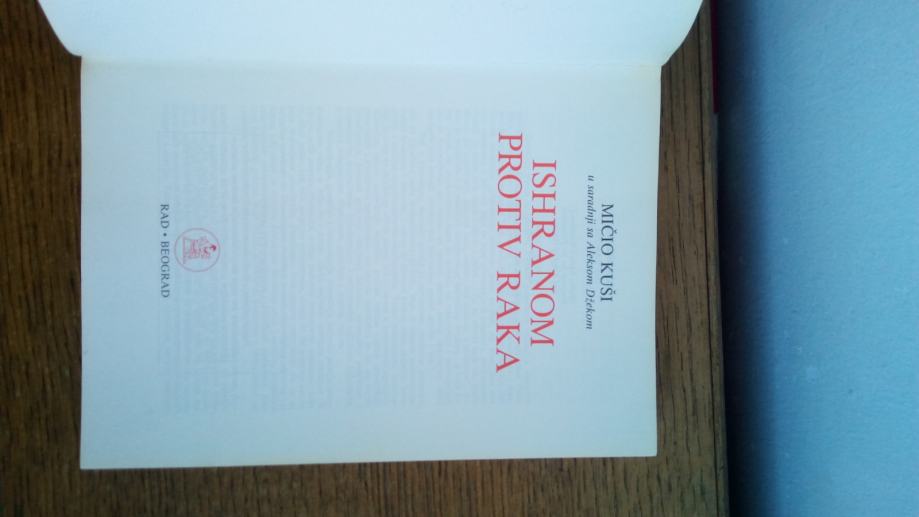 MIČIO KUŠI
u saradnji sa Aleksom Džekom
ISHRANOM
PROTIV RAKA
RAD • BEOGRAD